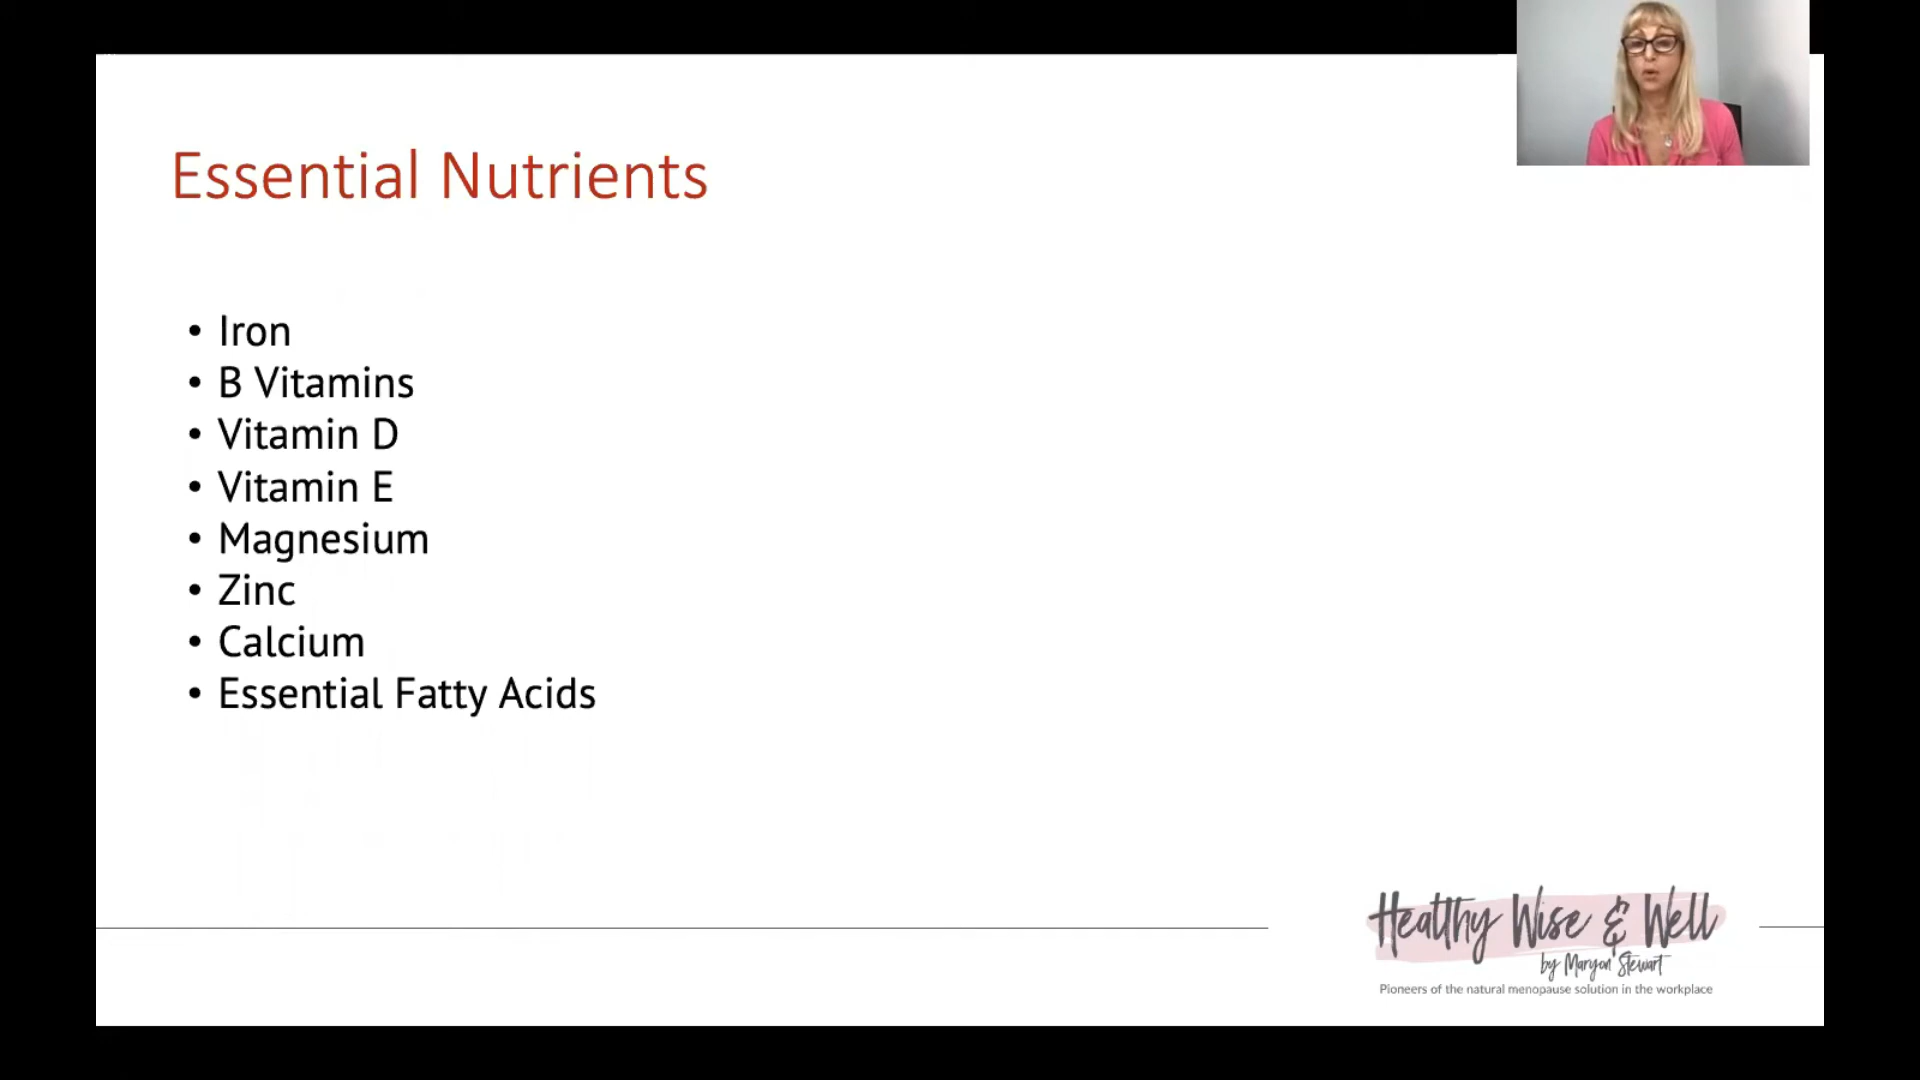 Essential Nutrients
• Iron
• B Vitamins
• Vitamin D
• Vitamin E
• Magnesium
• Zinc
• Calcium
• Essential Fatty Acids
Healthy Wise & Well
by Maryon Stewart
Pioneers of the natural menopause solution in the workplace